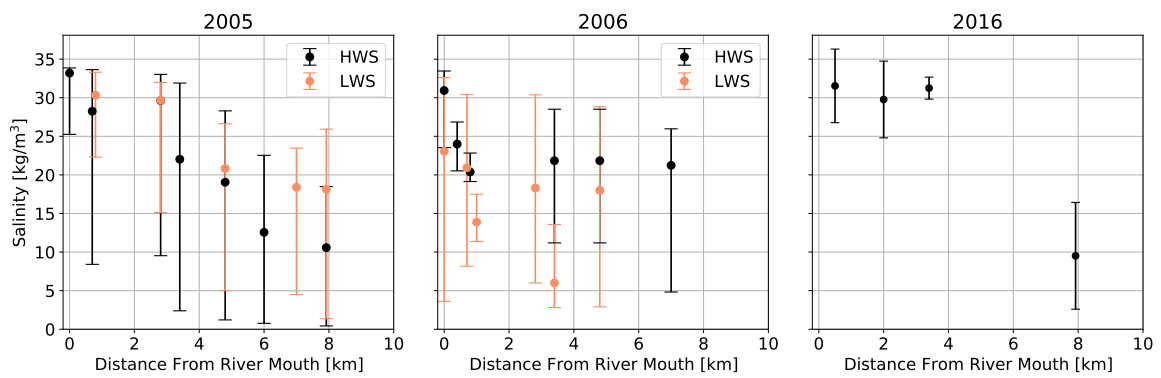 2005
2006
2016
Salinity [kg/m³]
35
30
25
20
15
10
5
0
HWS
LWS
HWS
LWS
0 2 4 6 8 10
0 2 4 6 8 10
0 2 4 6 8 10
Distance From River Mouth [km]
Distance From River Mouth [km]
Distance From River Mouth [km]